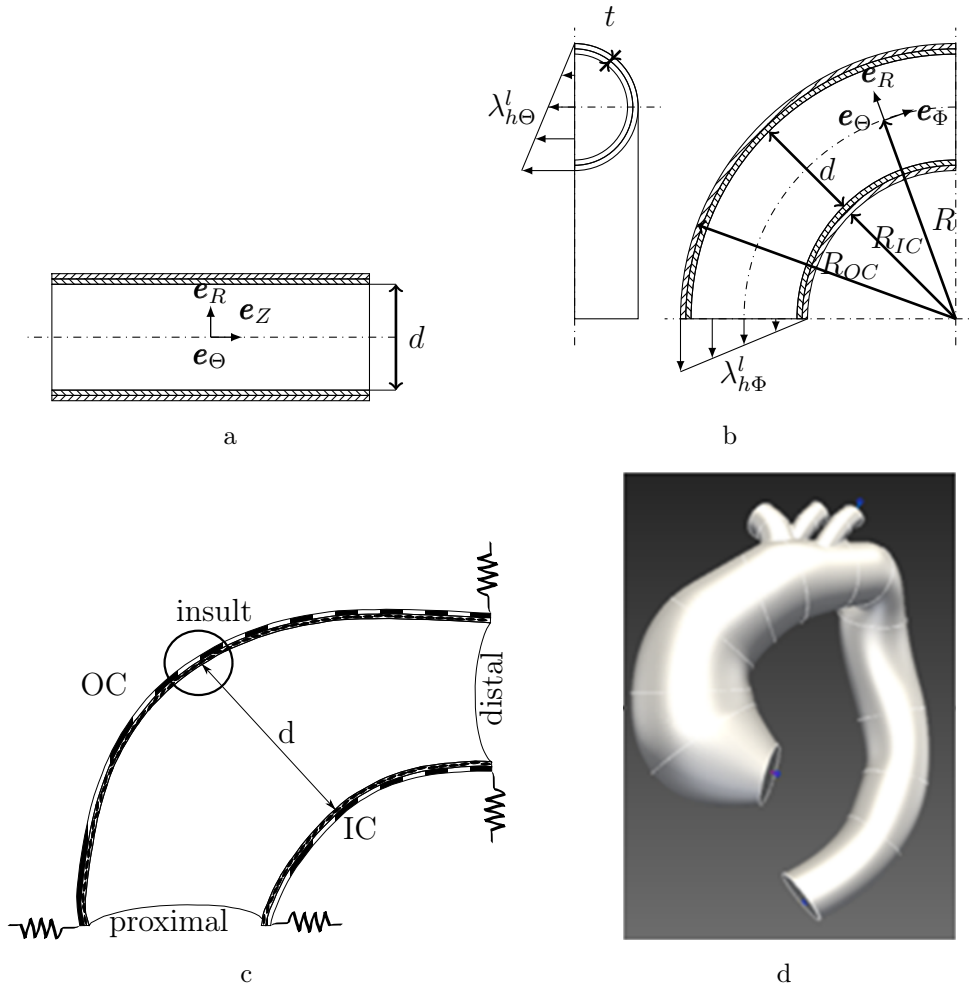 t
λ^l_{hΘ}
e_R
e_Θ
e_Φ
d
R
R_{IC}
R_{OC}
λ^l_{hΦ}
e_R
e_Z
e_Θ
d
a
b
insult
OC
d
IC
distal
proximal
c
d